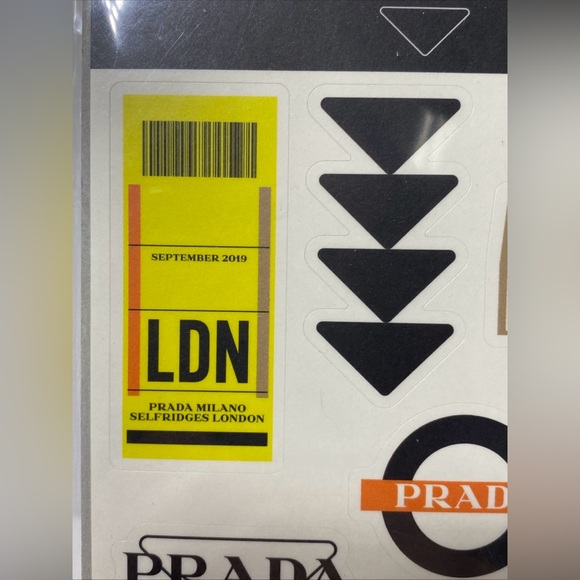 SEPTEMBER 2019
LDN
PRADA MILANO
SELFRIDGES LONDON
PRAD
PRADA